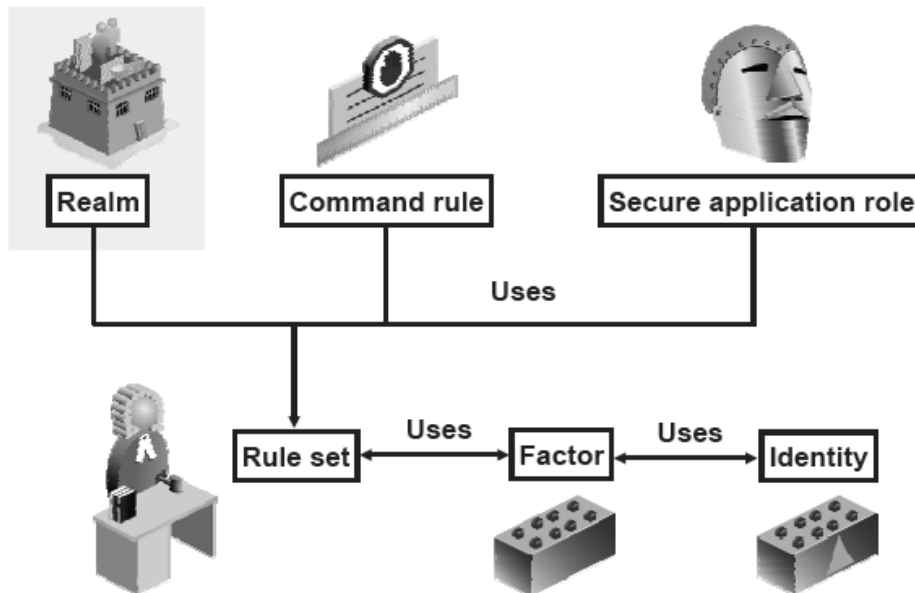 Realm
Command rule
Secure application role
Uses
Uses
Uses
Rule set
Factor
Identity